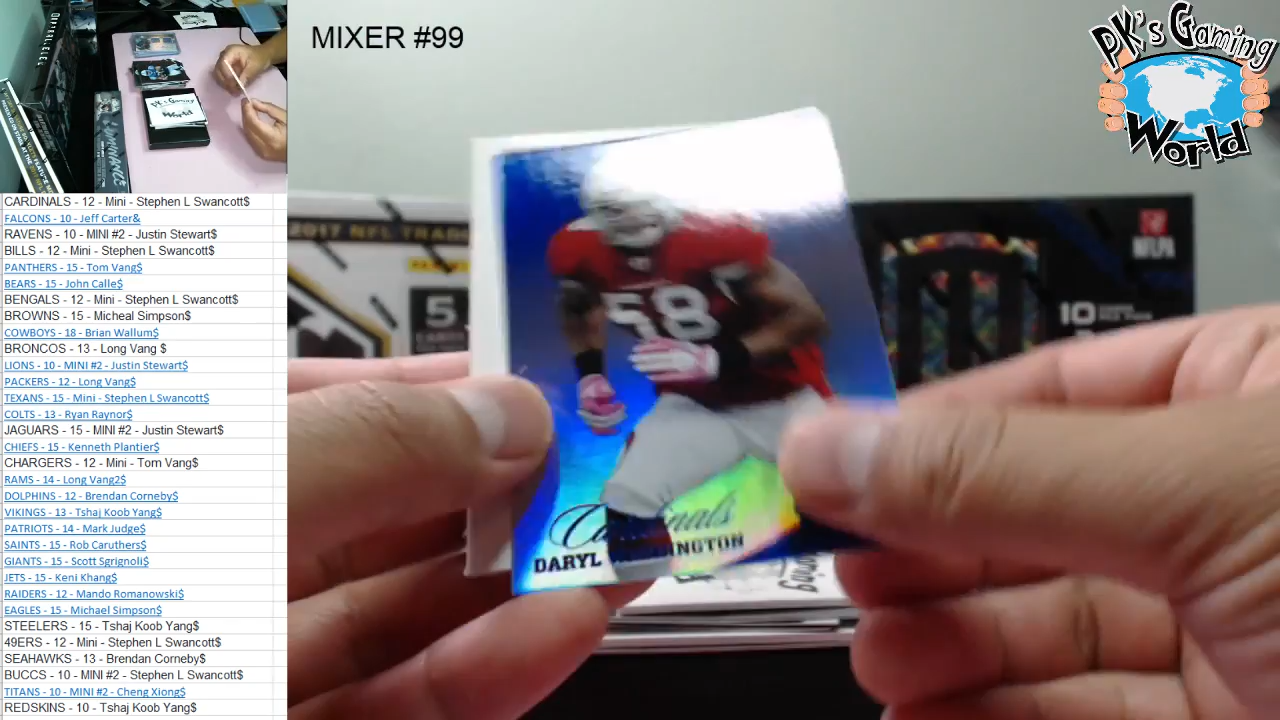 MIXER #99
PK's Gaming
World
CARDINALS - 12 - Mini - Stephen L Swancott$
FALCONS - 10 - Jeff Carter&
RAVENS - 10 - MINI #2 - Justin Stewart$
BILLS - 12 - Mini - Stephen L Swancott$
PANTHERS - 15 - Tom Vang$
BEARS - 15 - John Calle$
BENGALS - 12 - Mini - Stephen L Swancott$
BROWNS - 15 - Micheal Simpson$
COWBOYS - 18 - Brian Wallum$
BRONCOS - 13 - Long Vang $
LIONS - 10 - MINI #2 - Justin Stewart$
PACKERS - 12 - Long Vang$
TEXANS - 15 - Mini - Stephen L Swancott$
COLTS - 13 - Ryan Raynor$
JAGUARS - 15 - MINI #2 - Justin Stewart$
CHIEFS - 15 - Kenneth Plantier$
CHARGERS - 12 - Mini - Tom Vang$
RAMS - 14 - Long Vang2$
DOLPHINS - 12 - Brendan Corneby$
VIKINGS - 13 - Tshaj Koob Yang$
PATRIOTS - 14 - Mark Judge$
SAINTS - 15 - Rob Caruthers$
GIANTS - 15 - Scott Sgrignoli$
JETS - 15 - Keni Khang$
RAIDERS - 12 - Mando Romanowski$
EAGLES - 15 - Michael Simpson$
STEELERS - 15 - Tshaj Koob Yang$
49ERS - 12 - Mini - Stephen L Swancott$
SEAHAWKS - 13 - Brendan Corneby$
BUCCS - 10 - MINI #2 - Stephen L Swancott$
TITANS - 10 - MINI #2 - Cheng Xiong$
REDSKINS - 10 - Tshaj Koob Yang$
PK's Gaming
World
2017 NFL
5
NFLPA
10
58
Cardinals
DARYL WASHINGTON